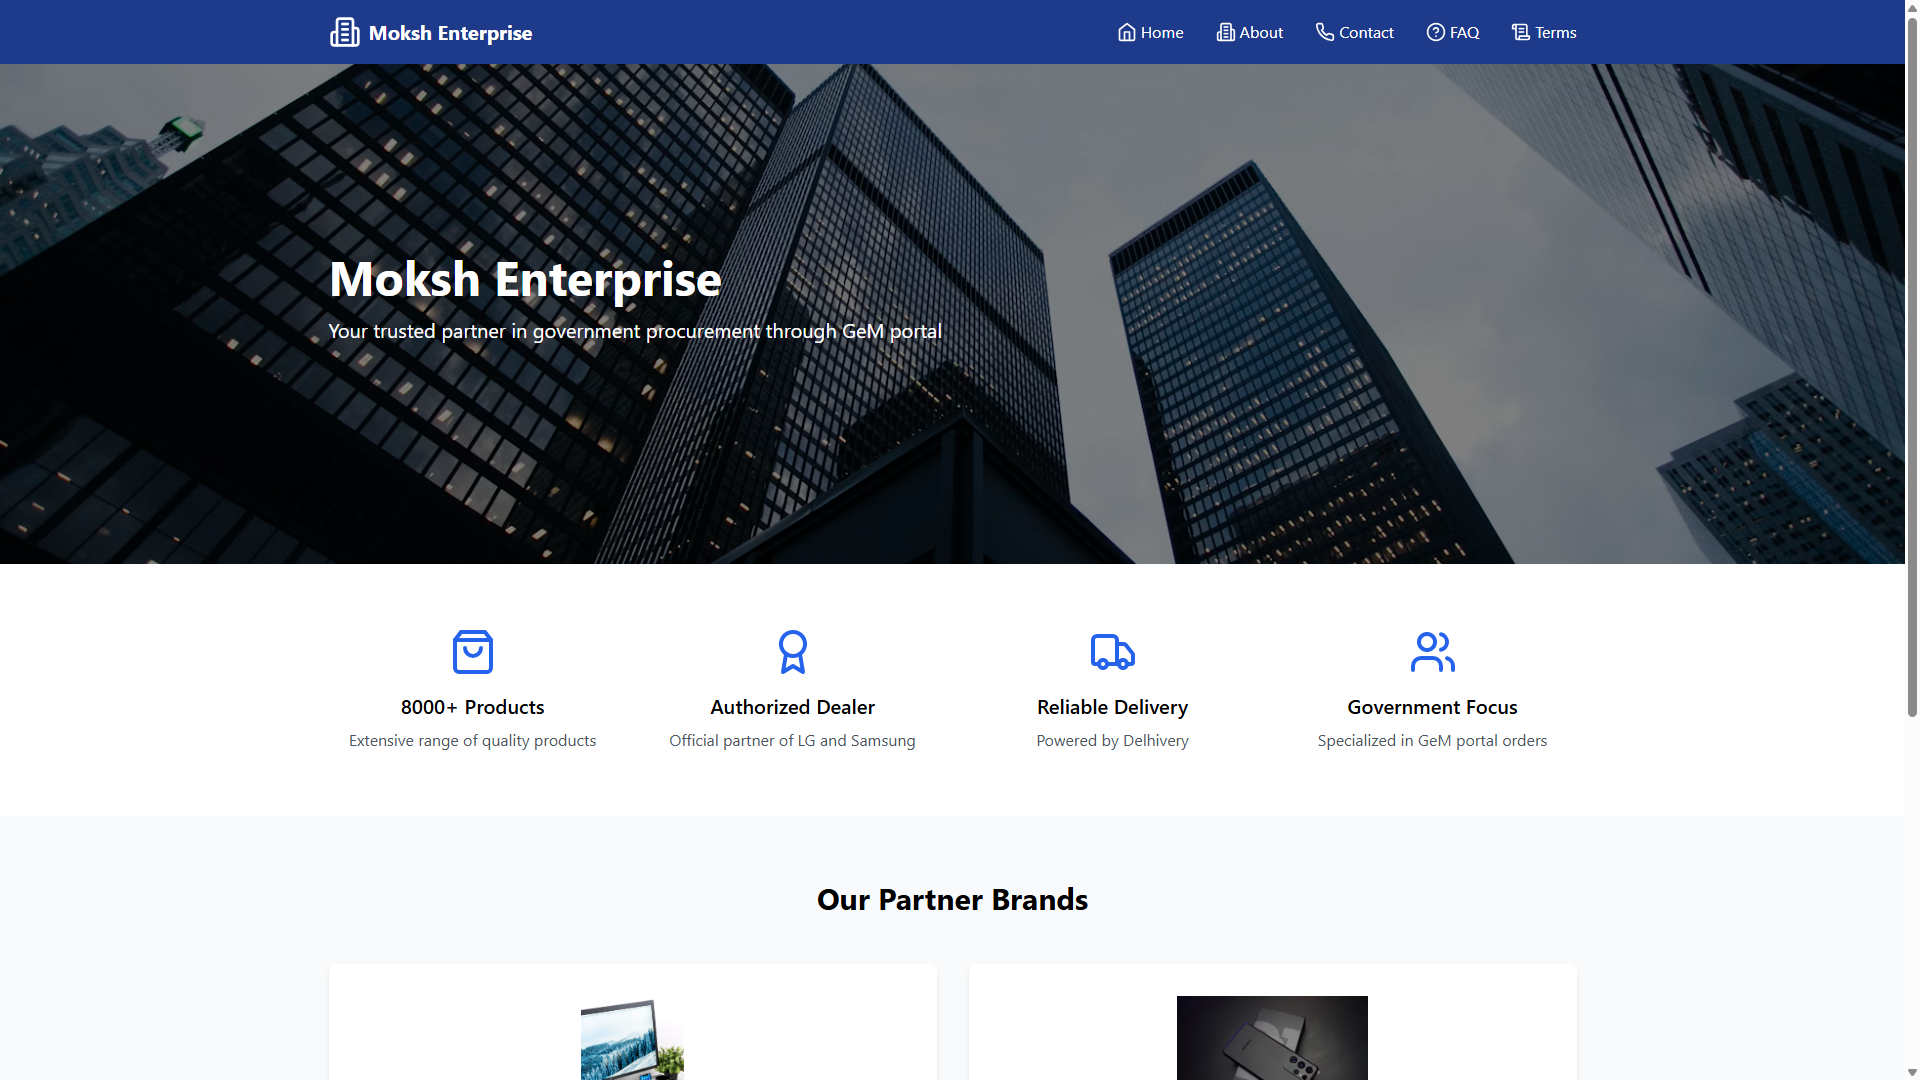 Moksh Enterprise
Home
About
Contact
FAQ
Terms
Moksh Enterprise
Your trusted partner in government procurement through GeM portal
8000+ Products
Extensive range of quality products
Authorized Dealer
Official partner of LG and Samsung
Reliable Delivery
Powered by Delhivery
Government Focus
Specialized in GeM portal orders
Our Partner Brands